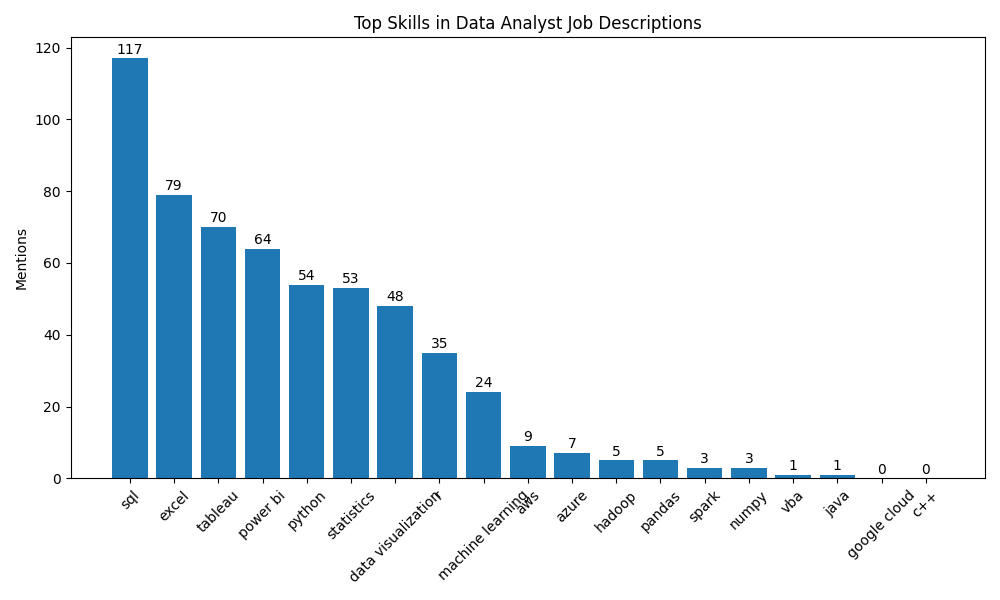 Top Skills in Data Analyst Job Descriptions
Mentions
120
100
80
60
40
20
0
117
79
70
64
54
53
48
35
24
9
7
5
5
3
3
1
1
0
0
sql
excel
tableau
power bi
python
statistics
data visualization
r
machine learning
aws
azure
hadoop
pandas
spark
numpy
vba
java
google cloud
c++